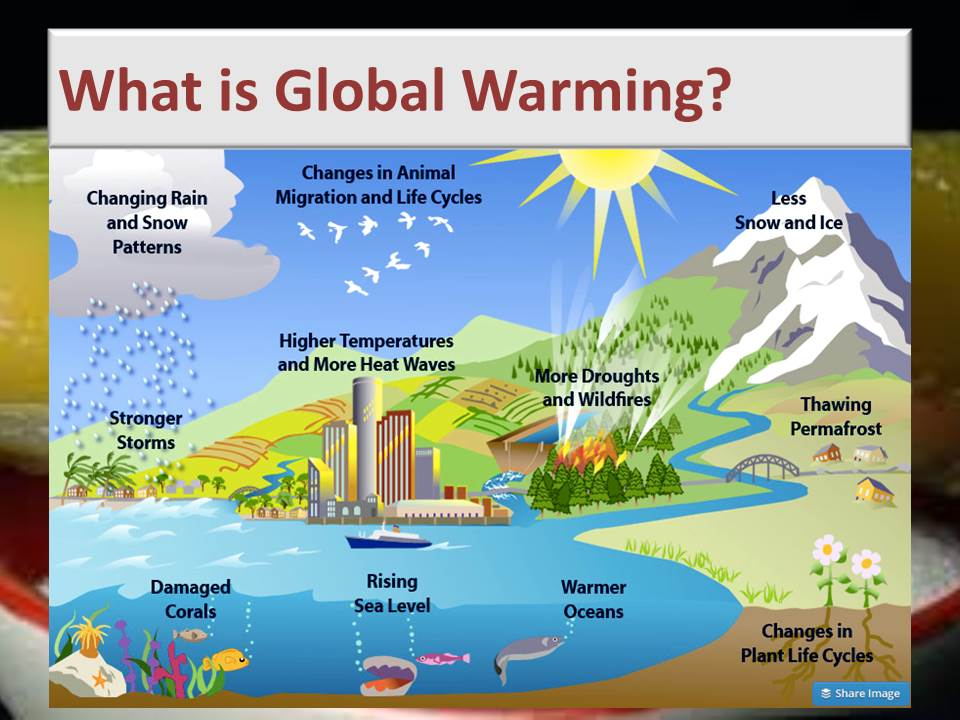 What is Global Warming?
Changing Rain
and Snow
Patterns
Changes in Animal
Migration and Life Cycles
Less
Snow and Ice
Higher Temperatures
and More Heat Waves
More Droughts
and Wildfires
Stronger
Storms
Thawing
Permafrost
Damaged
Corals
Rising
Sea Level
Warmer
Oceans
Changes in
Plant Life Cycles
Share Image